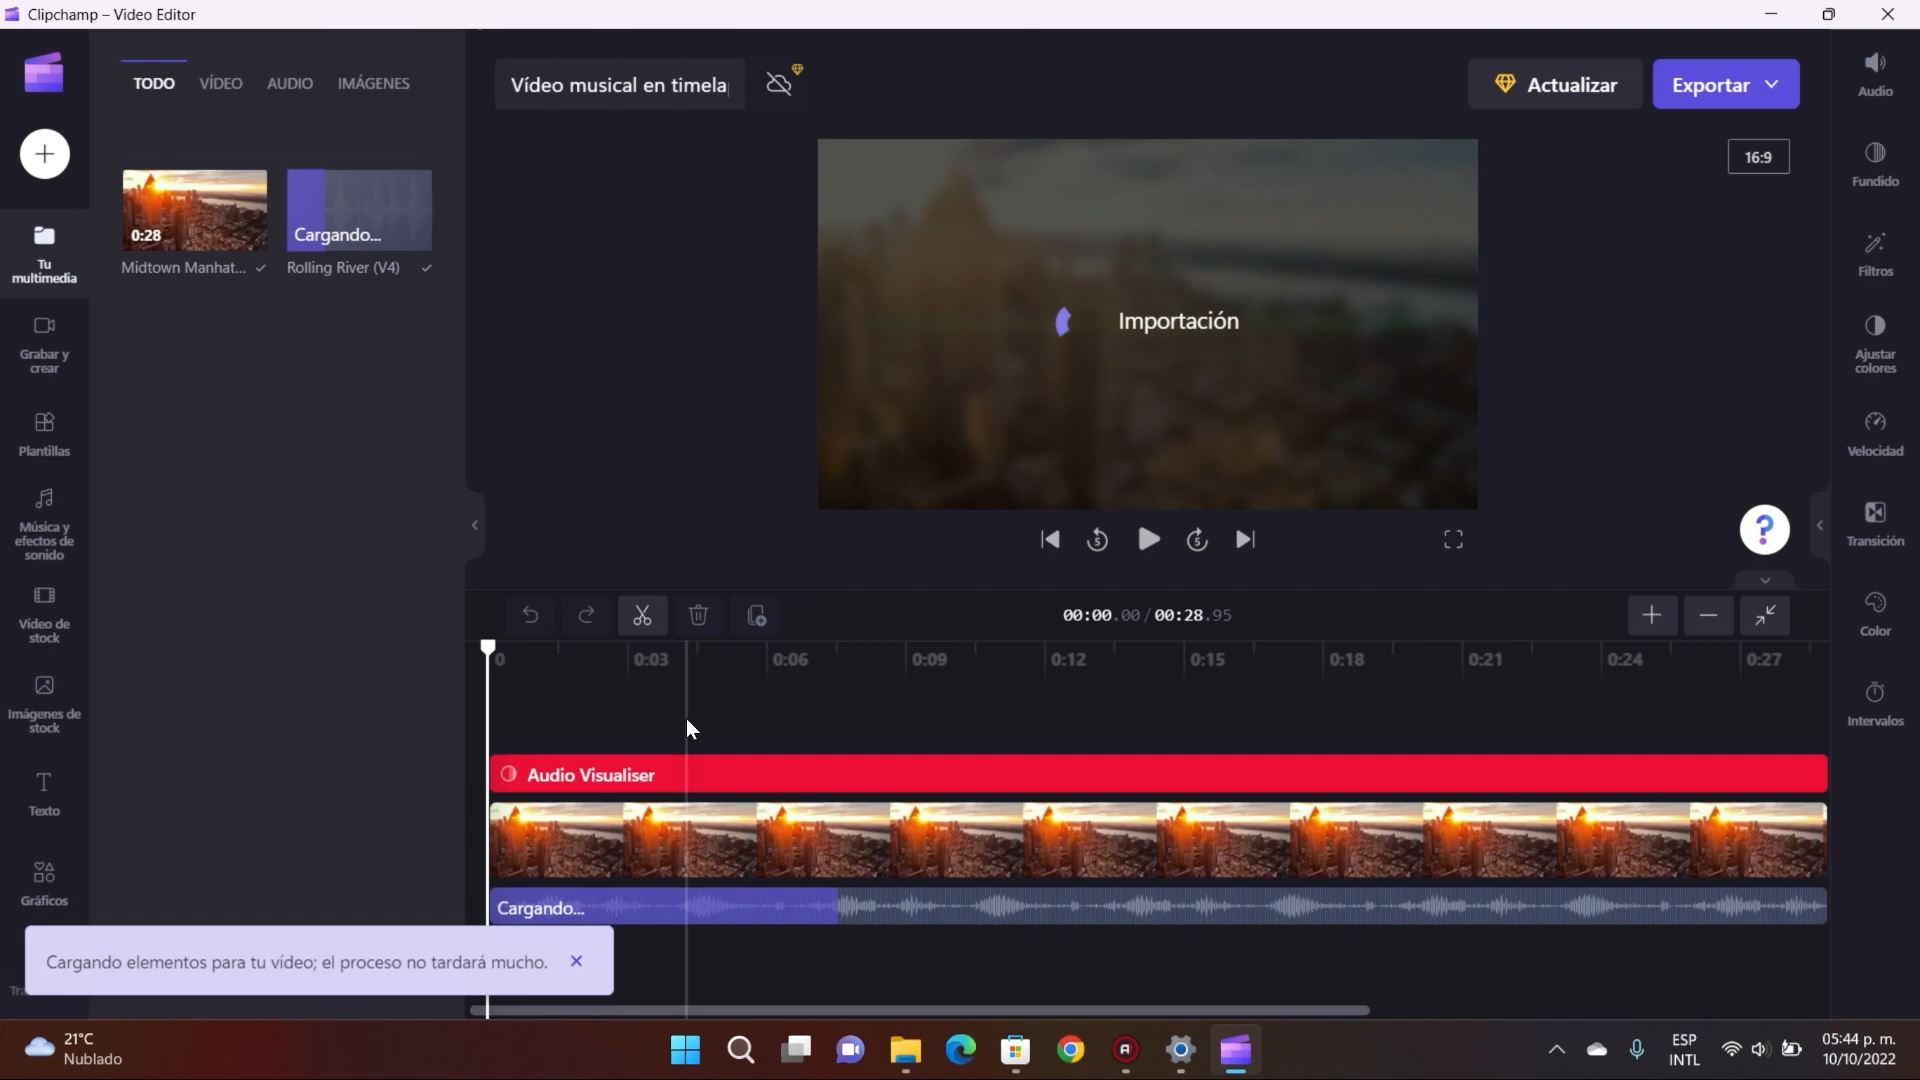 Clipchamp – Video Editor
TODO VÍDEO AUDIO IMÁGENES
Vídeo musical en timela
Actualizar
Exportar
16:9
0:28
Midtown Manhat...
Cargando...
Rolling River (V4)
Tu
multimedia
Grabar y
crear
Plantillas
Música y
efectos de
sonido
Vídeo de
stock
Imágenes de
stock
Texto
Gráficos
Importación
5
5
?
Audio
Fundido
Filtros
Ajustar
colores
Velocidad
Transición
Color
Intervalos
00:00.00/00:28.95
0 0:03 0:06 0:09 0:12 0:15 0:18 0:21 0:24 0:27
Audio Visualiser
Cargando...
Cargando elementos para tu vídeo; el proceso no tardará mucho.
21°C
Nublado
ESP
INTL
05:44 p. m.
10/10/2022